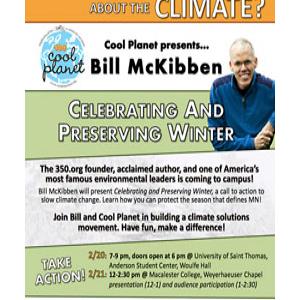 ABOUT THE CLIMATE?
cool
planet
Cool Planet presents...
Bill McKibben
CELEBRATING AND
PRESERVING WINTER
The 350.org founder, acclaimed author, and one of America's
most famous environmental leaders is coming to campus!
Bill McKibben will present Celebrating and Preserving Winter, a call to action to
slow climate change. Learn how you can protect the season that defines MN!
Join Bill and Cool Planet in building a climate solutions
movement. Have fun, make a difference!
TAKE
ACTION!
2/20: 7-9 pm, doors open at 6 pm @ University of Saint Thomas,
Anderson Student Center, Woulfe Hall
2/21: 12-2:30 pm @ Macalester College, Weyerhaeuser Chapel
presentation (12-1) and audience participation (1-2:30)